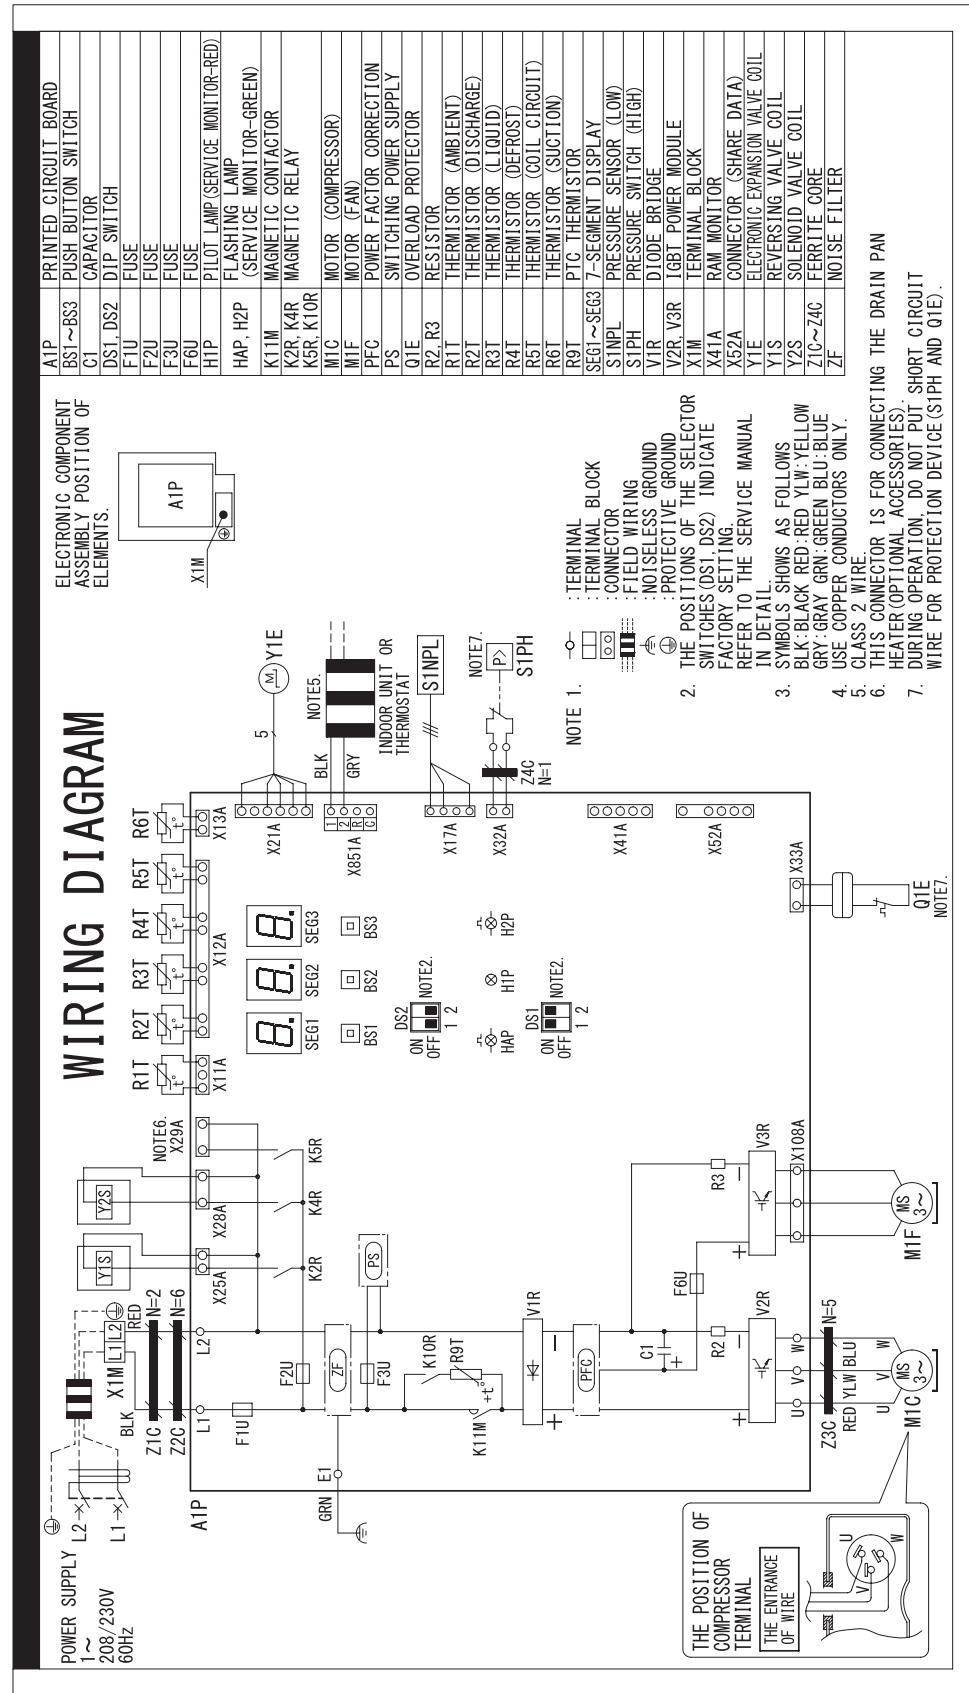 WIRING DIAGRAM
POWER SUPPLY
1~
208/230V
60Hz
L2
L1
X1M
L1 L2
BLK
RED
Z1C
N=2
Z2C
N=6
Y1S
Y2S
NOTE6.
X29A
R1T
R2T
R3T
R4T
R5T
R6T
t°
t°
t°
t°
t°
t°
A1P
L1
L2
X25A
X28A
X11A
X12A
X13A
F1U
K2R
K4R
K5R
F2U
ZF
GRN
E1
F3U
PS
K10R
R9T
+t°
K11M
V1R
+
−
PFC
C1
+
R2
R3
F6U
+
−
V2R
+
−
V3R
U
V
W
X108A
Z3C
N=5
RED YLW BLU
U
V
W
M1C
MS
3~
M1F
MS
3~
SEG1
SEG2
SEG3
BS1
BS2
BS3
DS2
ON
OFF
1 2
NOTE2.
HAP
H1P
H2P
DS1
ON
OFF
1 2
NOTE2.
X21A
5
M
Y1E
X851A
1
2
R
C
BLK
GRY
NOTE5.
INDOOR UNIT OR
THERMOSTAT
X17A
S1NPL
X32A
Z4C
N=1
NOTE7.
P>
S1PH
X41A
X52A
X33A
Q1E
NOTE7.
THE POSITION OF
COMPRESSOR
TERMINAL
THE ENTRANCE
OF WIRE
U
V
W
ELECTRONIC COMPONENT
ASSEMBLY POSITION OF
ELEMENTS.
A1P
X1M
NOTE 1.
:TERMINAL
:TERMINAL BLOCK
:CONNECTOR
:FIELD WIRING
:NOISELESS GROUND
:PROTECTIVE GROUND
2. THE POSITIONS OF THE SELECTOR
SWITCHES(DS1,DS2) INDICATE
FACTORY SETTING.
REFER TO THE SERVICE MANUAL
IN DETAIL.
3. SYMBOLS SHOWS AS FOLLOWS
BLK:BLACK RED:RED YLW:YELLOW
GRY:GRAY GRN:GREEN BLU:BLUE
4. USE COPPER CONDUCTORS ONLY.
5. CLASS 2 WIRE.
6. THIS CONNECTOR IS FOR CONNECTING THE DRAIN PAN
HEATER(OPTIONAL ACCESSORIES).
7. DURING OPERATION, DO NOT PUT SHORT CIRCUIT
WIRE FOR PROTECTION DEVICE(S1PH AND Q1E).
A1P PRINTED CIRCUIT BOARD
BS1~BS3 PUSH BUTTON SWITCH
C1 CAPACITOR
DS1, DS2 DIP SWITCH
F1U FUSE
F2U FUSE
F3U FUSE
F6U FUSE
H1P PILOT LAMP(SERVICE MONITOR-RED)
HAP, H2P FLASHING LAMP
(SERVICE MONITOR-GREEN)
K11M MAGNETIC CONTACTOR
K2R, K4R MAGNETIC RELAY
K5R, K10R
M1C MOTOR (COMPRESSOR)
M1F MOTOR (FAN)
PFC POWER FACTOR CORRECTION
PS SWITCHING POWER SUPPLY
Q1E OVERLOAD PROTECTOR
R2, R3 RESISTOR
R1T THERMISTOR (AMBIENT)
R2T THERMISTOR (DISCHARGE)
R3T THERMISTOR (LIQUID)
R4T THERMISTOR (DEFROST)
R5T THERMISTOR (COIL CIRCUIT)
R6T THERMISTOR (SUCTION)
R9T PTC THERMISTOR
SEG1~SEG3 7-SEGMENT DISPLAY
S1NPL PRESSURE SENSOR (LOW)
S1PH PRESSURE SWITCH (HIGH)
V1R DIODE BRIDGE
V2R, V3R IGBT POWER MODULE
X1M TERMINAL BLOCK
X41A RAM MONITOR
X52A CONNECTOR (SHARE DATA)
Y1E ELECTRONIC EXPANSION VALVE COIL
Y1S REVERSING VALVE COIL
Y2S SOLENOID VALVE COIL
Z1C~Z4C FERRITE CORE
ZF NOISE FILTER